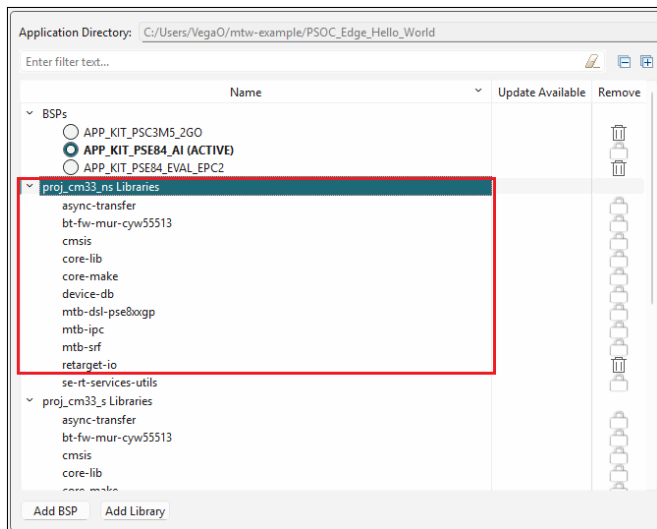 Application Directory: C:/Users/VegaO/mtw-example/PSOC_Edge_Hello_World
Enter filter text...
Name Update Available Remove
BSPs
APP_KIT_PSC3M5_2GO
APP_KIT_PSE84_AI (ACTIVE)
APP_KIT_PSE84_EVAL_EPC2
proj_cm33_ns Libraries
async-transfer
bt-fw-mur-cyw55513
cmsis
core-lib
core-make
device-db
mtb-dsl-pse8xxgp
mtb-ipc
mtb-srf
retarget-io
se-rt-services-utils
proj_cm33_s Libraries
async-transfer
bt-fw-mur-cyw55513
cmsis
core-lib
core-make
Add BSP Add Library